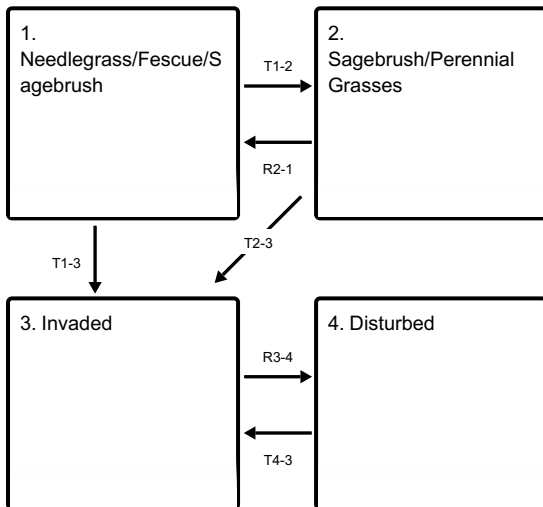 1.
Needlegrass/Fescue/S
agebrush
T1-2
2.
Sagebrush/Perennial
Grasses
R2-1
T1-3
T2-3
3. Invaded
R3-4
4. Disturbed
T4-3